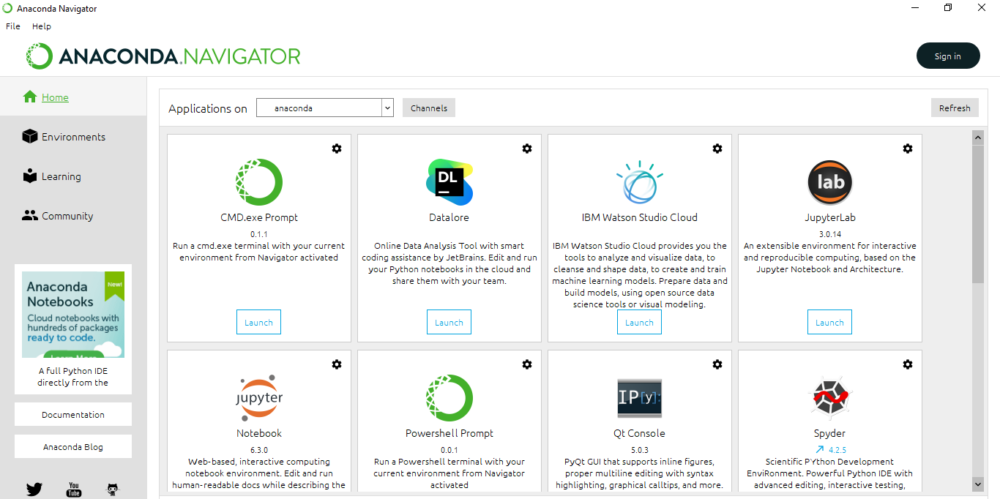 Anaconda Navigator
File Help
ANACONDA.NAVIGATOR
Sign in
Home
Environments
Learning
Community
Anaconda
Notebooks
New!
Cloud notebooks with
hundreds of packages
ready to code.
Learn More
A full Python IDE
directly from the
Documentation
Anaconda Blog
You
Tube
Applications on
anaconda
Channels
Refresh
CMD.exe Prompt
0.1.1
Run a cmd.exe terminal with your current
environment from Navigator activated
Launch
DL
Datalore
Online Data Analysis Tool with smart
coding assistance by JetBrains. Edit and run
your Python notebooks in the cloud and
share them with your team.
Launch
IBM Watson Studio Cloud
IBM Watson Studio Cloud provides you the
tools to analyze and visualize data, to
cleanse and shape data, to create and train
machine learning models. Prepare data and
build models, using open source data
science tools or visual modeling.
Launch
lab
JupyterLab
3.0.14
An extensible environment for interactive
and reproducible computing, based on the
Jupyter Notebook and Architecture.
Launch
jupyter
Notebook
6.3.0
Web-based, interactive computing
notebook environment. Edit and run
human-readable docs while describing the
Powershell Prompt
0.0.1
Run a Powershell terminal with your
current environment from Navigator
activated
IP[y]:
Qt Console
5.0.3
PyQt GUI that supports inline figures,
proper multiline editing with syntax
highlighting, graphical calltips, and more.
Spyder
4.2.5
Scientific PYthon Development
EnviRonment. Powerful Python IDE with
advanced editing, interactive testing,